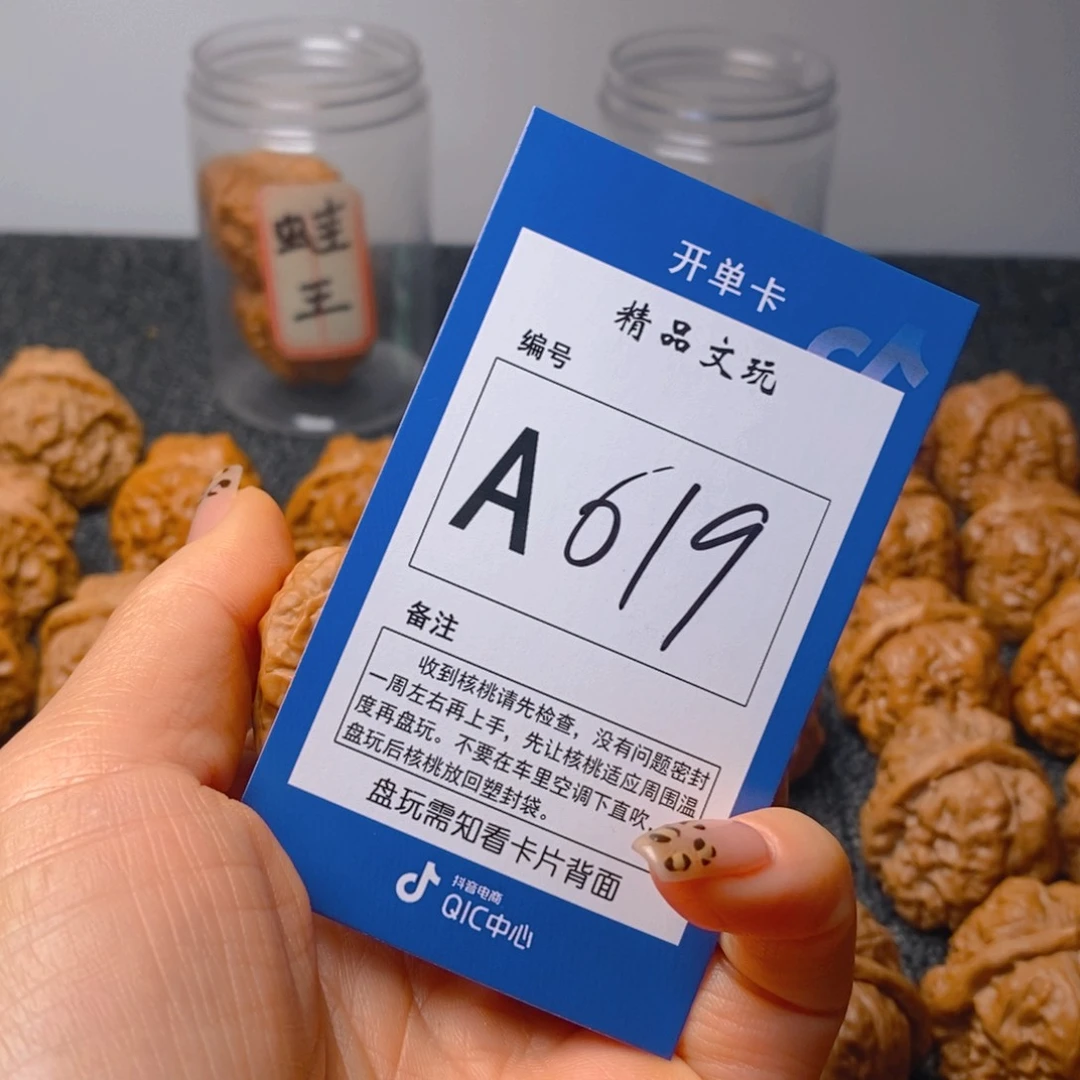 蛙
王
开单卡
精品文玩
编号
A619
备注
收到核桃请先检查，没有问题密封
一周左右再上手，先让核桃适应周围温
度再盘玩。不要在车里空调下直吹，
盘玩后核桃放回塑封袋。
盘玩需知看卡片背面
抖音电商
QIC中心